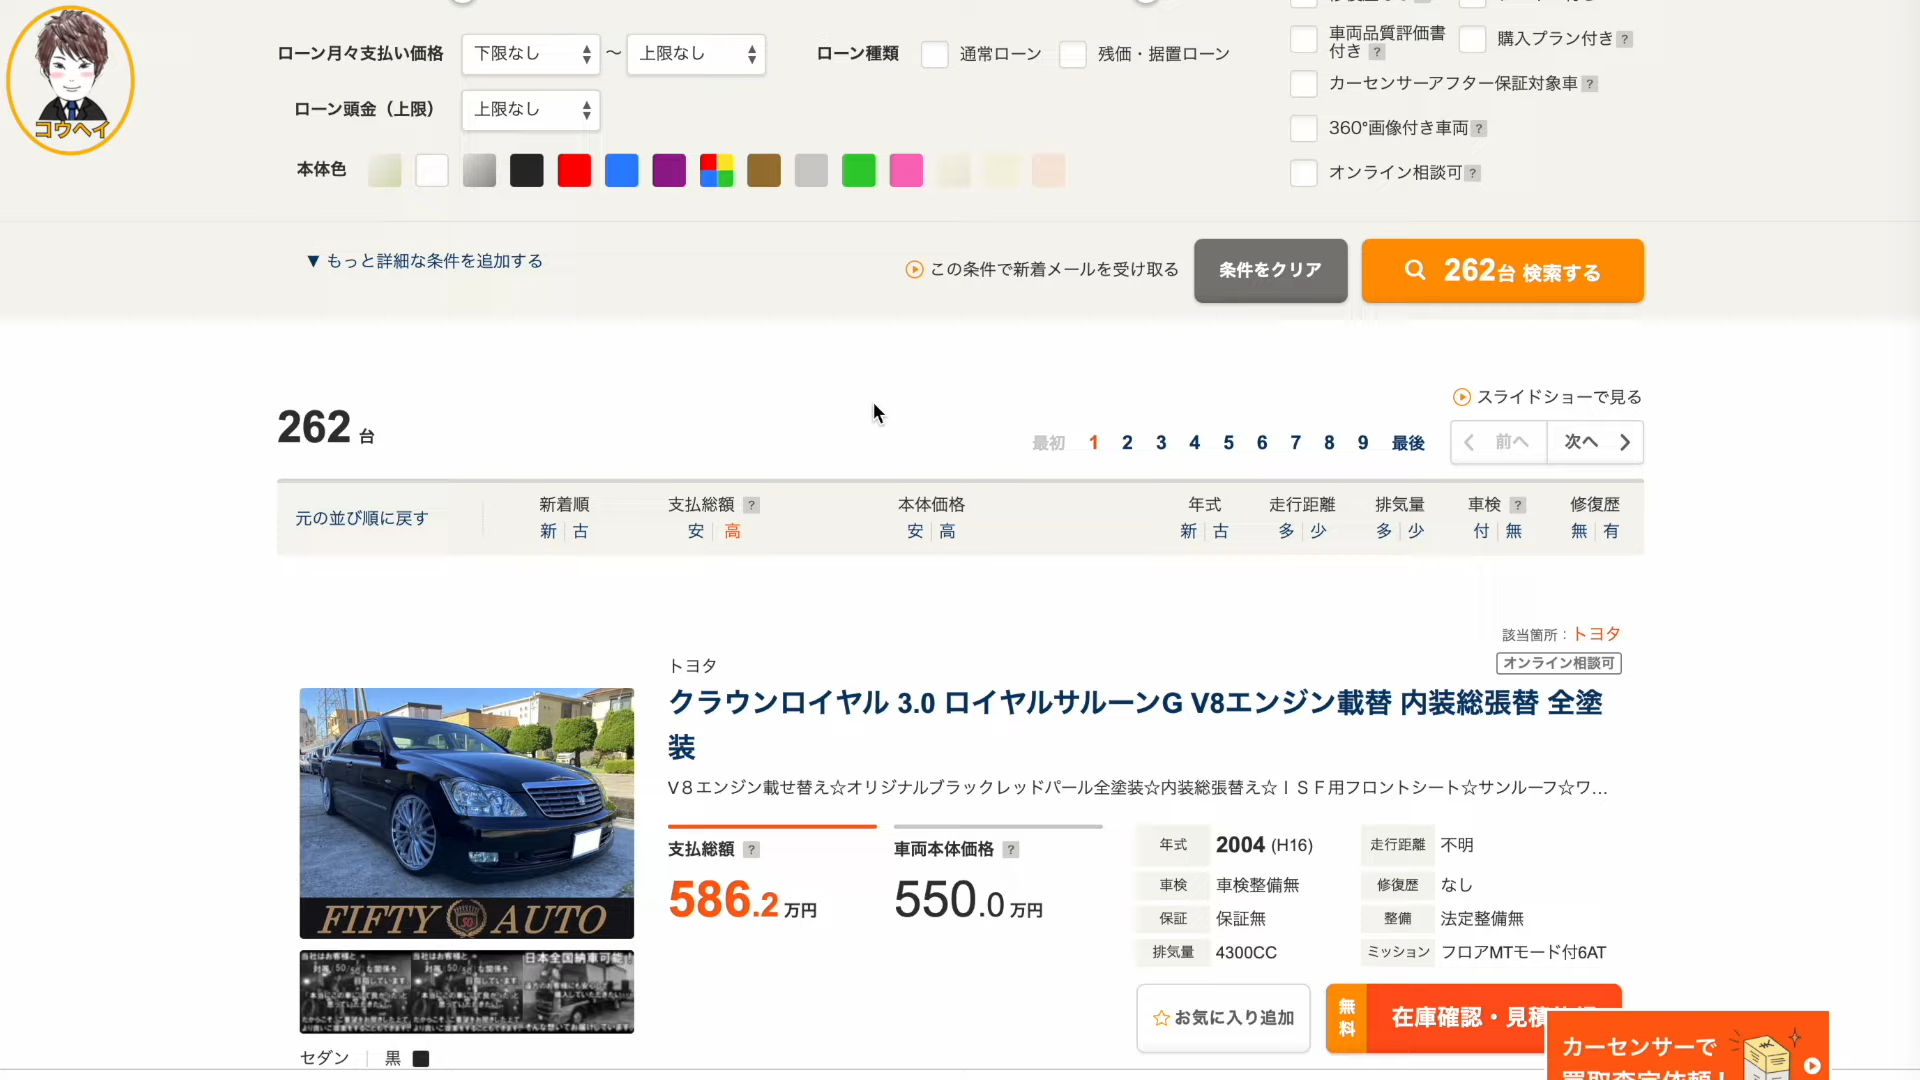 コウヘイ
ローン月々支払い価格 下限なし 〜 上限なし ローン種類 通常ローン 残価・据置ローン
車両品質評価書付き ? 購入プラン付き ?
カーセンサーアフター保証対象車 ?
ローン頭金（上限） 上限なし
360°画像付き車両 ?
本体色
オンライン相談可 ?
▼ もっと詳細な条件を追加する
この条件で新着メールを受け取る 条件をクリア 262台 検索する
スライドショーで見る
262 台
最初 1 2 3 4 5 6 7 8 9 最後 前へ 次へ
元の並び順に戻す
新着順 支払総額 ? 本体価格 年式 走行距離 排気量 車検 ? 修復歴
新 古 安 高 安 高 新 古 多 少 多 少 付 無 無 有
該当箇所：トヨタ
トヨタ
オンライン相談可
クラウンロイヤル 3.0 ロイヤルサルーンG V8エンジン載替 内装総張替 全塗
装
V８エンジン載せ替え☆オリジナルブラックレッドパール全塗装☆内装総張替え☆ＩＳＦ用フロントシート☆サンルーフ☆ワ...
支払総額 ? 車両本体価格 ?
586.2 万円 550.0 万円
年式 2004 (H16) 走行距離 不明
車検 車検整備無 修復歴 なし
保証 保証無 整備 法定整備無
排気量 4300CC ミッション フロアMTモード付6AT
FIFTY 50 AUTO
日本全国納車可能!
お気に入り追加 無料 在庫確認・見積
カーセンサーで
買取査定依頼！
セダン 黒